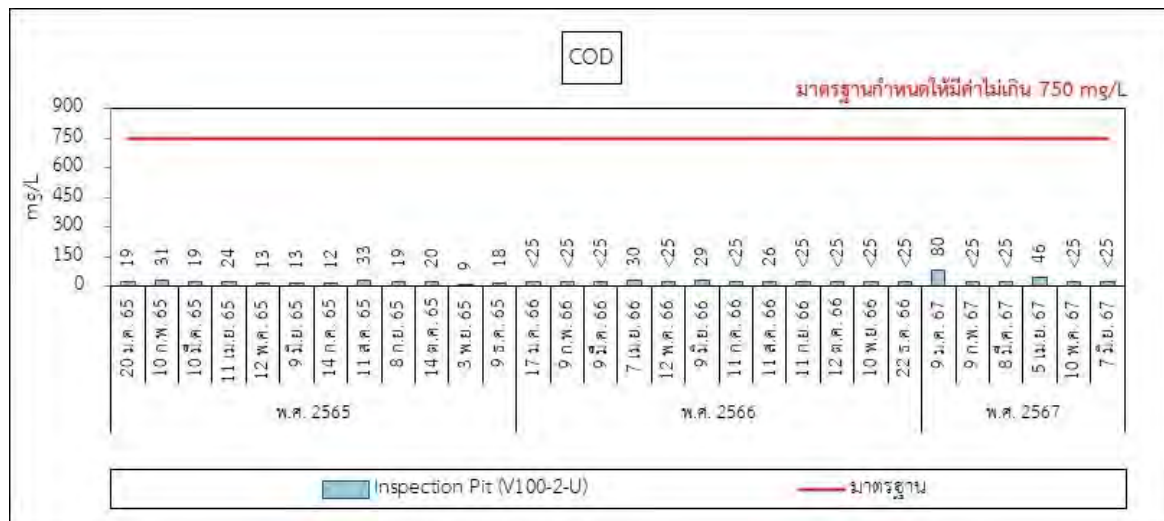 COD
มาตรฐานกำหนดให้มีค่าไม่เกิน 750 mg/L
900
750
600
450
300
150
0
mg/L
19 31 19 24 13 13 12 33 19 20 9 18 <25 <25 <25 30 <25 29 <25 26 <25 <25 <25 <25 80 <25 <25 46 <25 <25
20 ม.ค. 65 10 ก.พ. 65 10 มี.ค. 65 11 เม.ย. 65 12 พ.ค. 65 9 มิ.ย. 65 14 ก.ค. 65 11 ส.ค. 65 8 ก.ย. 65 14 ต.ค. 65 3 พ.ย. 65 9 ธ.ค. 65 17 ม.ค. 66 9 ก.พ. 66 9 มี.ค. 66 7 เม.ย. 66 12 พ.ค. 66 9 มิ.ย. 66 11 ก.ค. 66 11 ส.ค. 66 11 ก.ย. 66 12 ต.ค. 66 10 พ.ย. 66 22 ธ.ค. 66 9 ม.ค. 67 9 ก.พ. 67 8 มี.ค. 67 5 เม.ย. 67 10 พ.ค. 67 7 มิ.ย. 67
พ.ศ. 2565 พ.ศ. 2566 พ.ศ. 2567
Inspection Pit (V100-2-U) มาตรฐาน